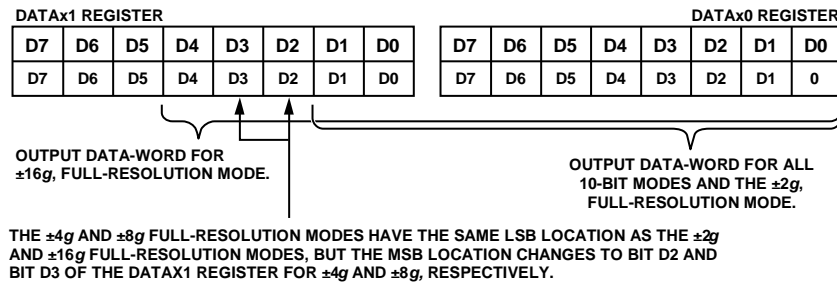 DATAx1 REGISTER DATAx0 REGISTER
D7 D6 D5 D4 D3 D2 D1 D0 D7 D6 D5 D4 D3 D2 D1 D0
D7 D6 D5 D4 D3 D2 D1 D0 D7 D6 D5 D4 D3 D2 D1 0
OUTPUT DATA-WORD FOR
±16g, FULL-RESOLUTION MODE.
OUTPUT DATA-WORD FOR ALL
10-BIT MODES AND THE ±2g,
FULL-RESOLUTION MODE.
THE ±4g AND ±8g FULL-RESOLUTION MODES HAVE THE SAME LSB LOCATION AS THE ±2g
AND ±16g FULL-RESOLUTION MODES, BUT THE MSB LOCATION CHANGES TO BIT D2 AND
BIT D3 OF THE DATAX1 REGISTER FOR ±4g AND ±8g, RESPECTIVELY.